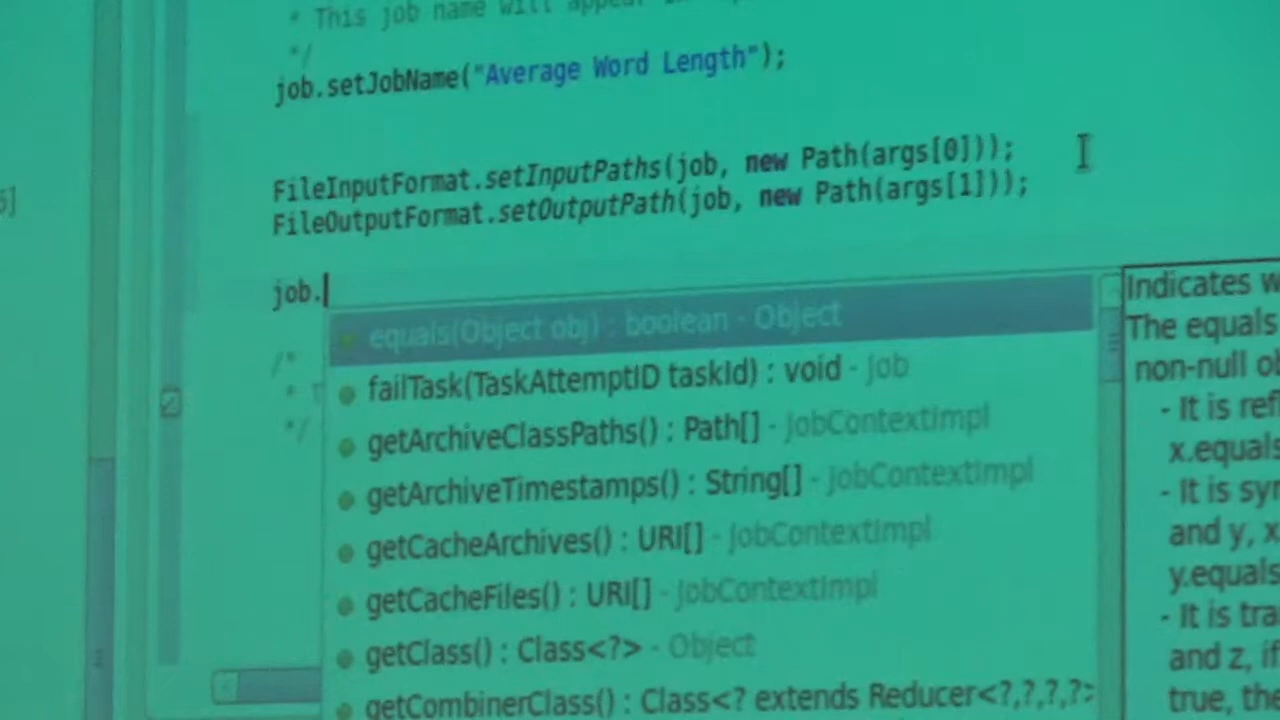 * This job name will appear in
*/
job.setJobName("Average Word Length");
FileInputFormat.setInputPaths(job, new Path(args[0]));
FileOutputFormat.setOutputPath(job, new Path(args[1]));
job.
/*
* T
*/
equals(Object obj) : boolean - Object
failTask(TaskAttemptID taskId) : void - Job
getArchiveClassPaths() : Path[] - JobContextImpl
getArchiveTimestamps() : String[] - JobContextImpl
getCacheArchives() : URI[] - JobContextImpl
getCacheFiles() : URI[] - JobContextImpl
getClass() : Class<?> - Object
getCombinerClass() : Class<? extends Reducer<?,?,?,?>
Indicates w
The equals
non-null ob
- It is ref
x.equals
- It is sym
and y, x
y.equals
- It is tra
and z, if
true, the